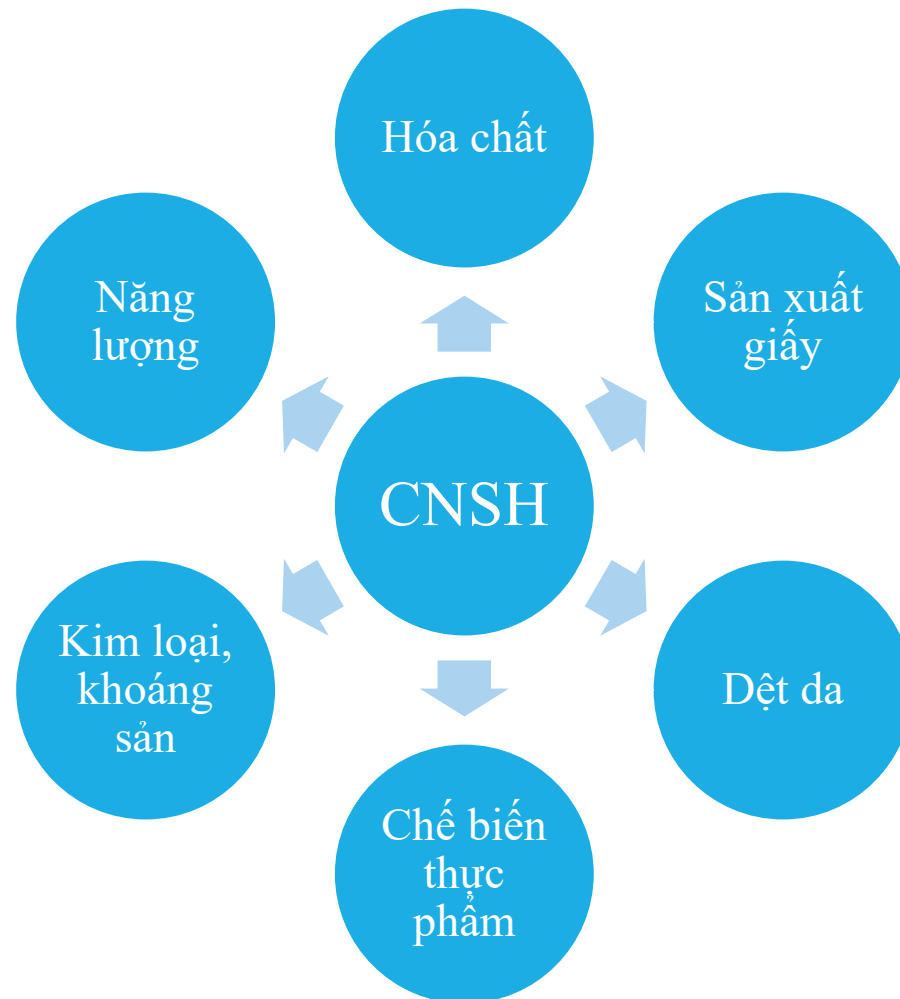 Hóa chất
Năng
lượng
Sản xuất
giấy
CNSH
Kim loại,
khoáng
sản
Dệt da
Chế biến
thực
phẩm